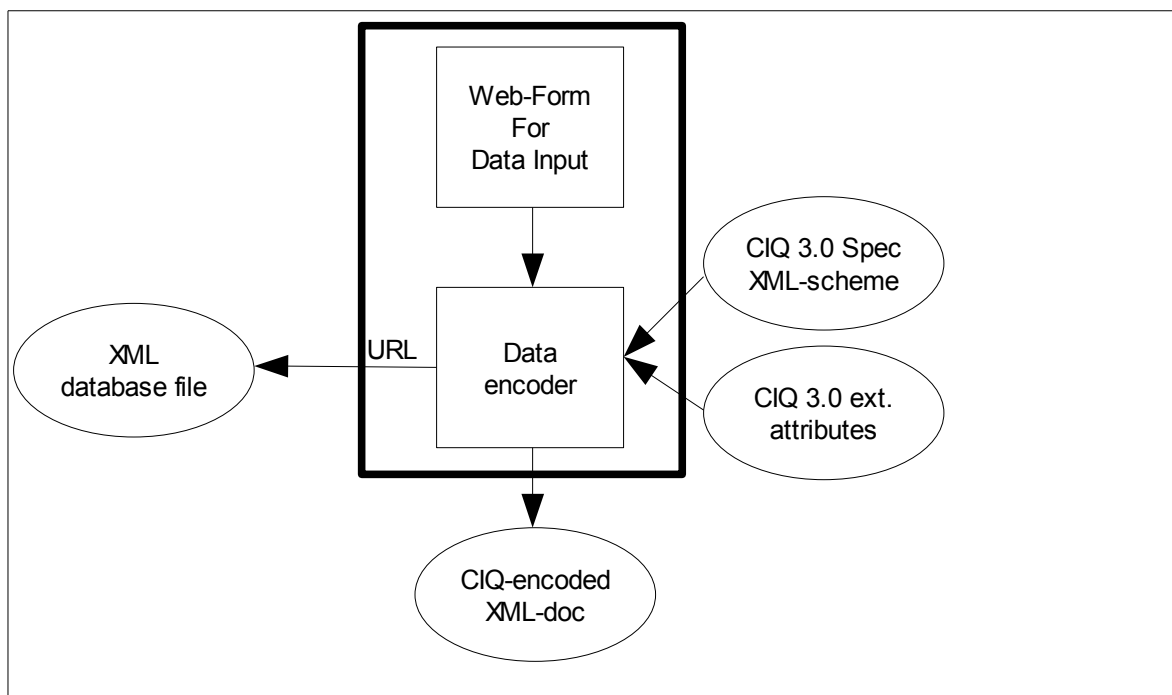 Web-Form
For
Data Input
CIQ 3.0 Spec
XML-scheme
XML
database file
URL
Data
encoder
CIQ 3.0 ext.
attributes
CIQ-encoded
XML-doc